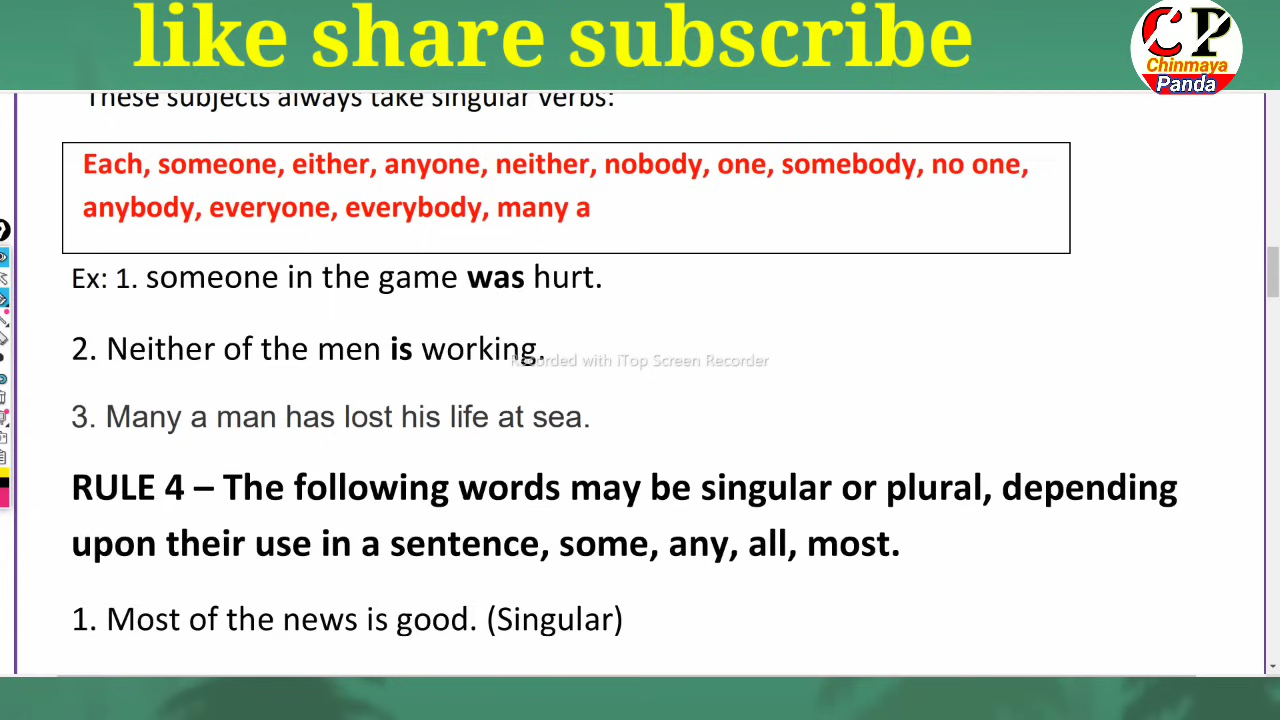 like share subscribe
CP
Chinmaya
Panda
These subjects always take singular verbs:
Each, someone, either, anyone, neither, nobody, one, somebody, no one,
anybody, everyone, everybody, many a
Ex: 1. someone in the game was hurt.
2. Neither of the men is working.
Recorded with iTop Screen Recorder
3. Many a man has lost his life at sea.
RULE 4 – The following words may be singular or plural, depending
upon their use in a sentence, some, any, all, most.
1. Most of the news is good. (Singular)